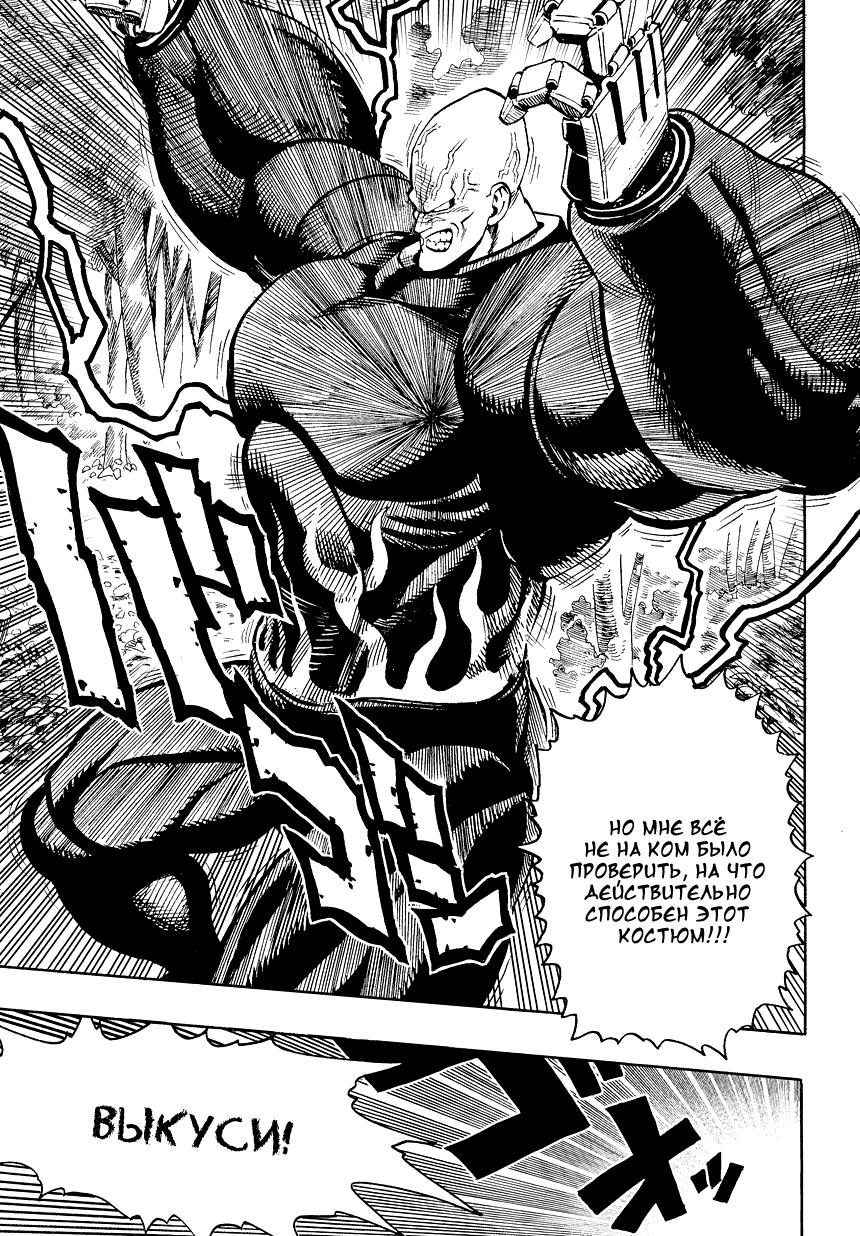 НО МНЕ ВСЁ
НЕ НА КОМ БЫЛО
ПРОВЕРИТЬ, НА ЧТО
ДЕЙСТВИТЕЛЬНО
СПОСОБЕН ЭТОТ
КОСТЮМ!!!
ВЫКУСИ!